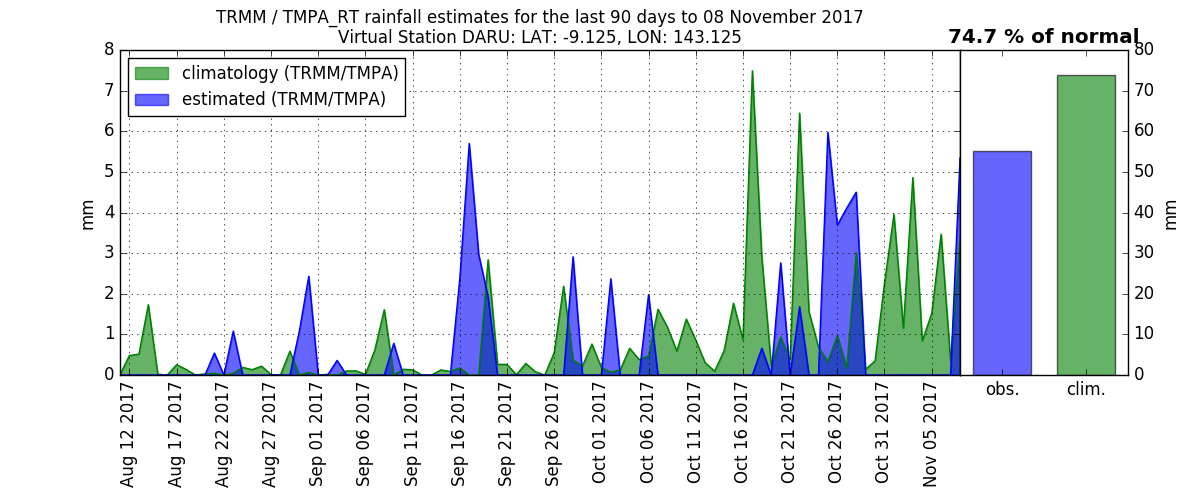 TRMM / TMPA_RT rainfall estimates for the last 90 days to 08 November 2017
Virtual Station DARU: LAT: -9.125, LON: 143.125
74.7 % of normal
climatology (TRMM/TMPA)
estimated (TRMM/TMPA)
mm
8
7
6
5
4
3
2
1
0
Aug 12 2017
Aug 17 2017
Aug 22 2017
Aug 27 2017
Sep 01 2017
Sep 06 2017
Sep 11 2017
Sep 16 2017
Sep 21 2017
Sep 26 2017
Oct 01 2017
Oct 06 2017
Oct 11 2017
Oct 16 2017
Oct 21 2017
Oct 26 2017
Oct 31 2017
Nov 05 2017
80
70
60
50
40
30
20
10
0
mm
obs.
clim.